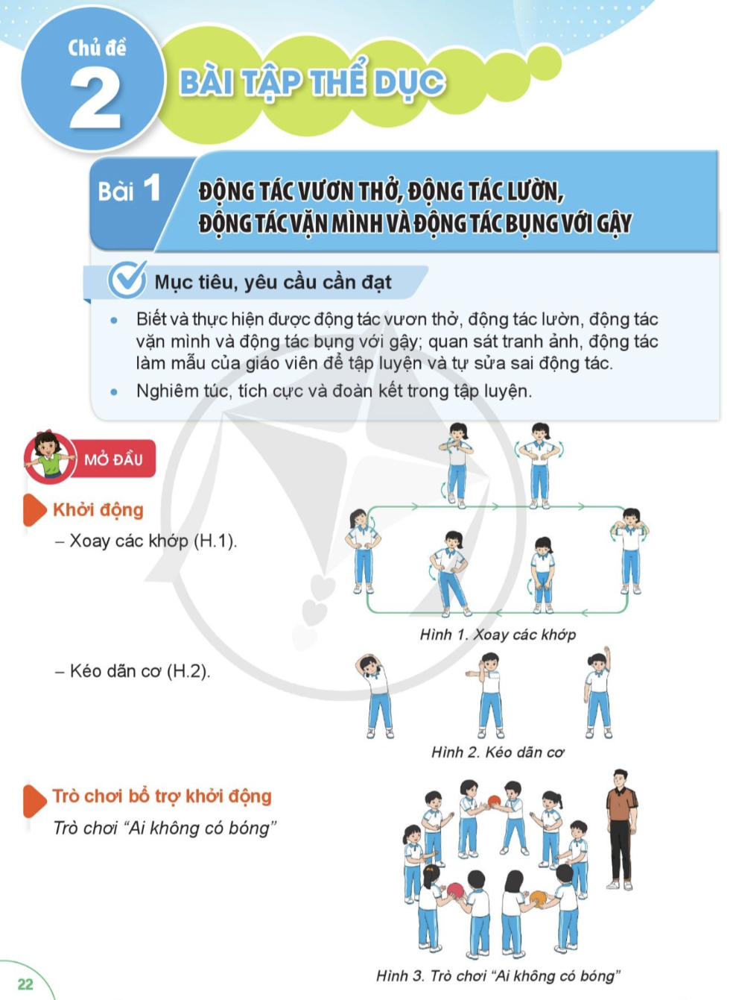 Chủ đề
2
BÀI TẬP THỂ DỤC
Bài 1
ĐỘNG TÁC VƯƠN THỞ, ĐỘNG TÁC LƯỜN,
ĐỘNG TÁC VẶN MÌNH VÀ ĐỘNG TÁC BỤNG VỚI GẬY
Mục tiêu, yêu cầu cần đạt
• Biết và thực hiện được động tác vươn thở, động tác lườn, động tác
vặn mình và động tác bụng với gậy; quan sát tranh ảnh, động tác
làm mẫu của giáo viên để tập luyện và tự sửa sai động tác.
• Nghiêm túc, tích cực và đoàn kết trong tập luyện.
MỞ ĐẦU
Khởi động
– Xoay các khớp (H.1).
Hình 1. Xoay các khớp
– Kéo dãn cơ (H.2).
Hình 2. Kéo dãn cơ
Trò chơi bổ trợ khởi động
Trò chơi “Ai không có bóng”
Hình 3. Trò chơi “Ai không có bóng”
22